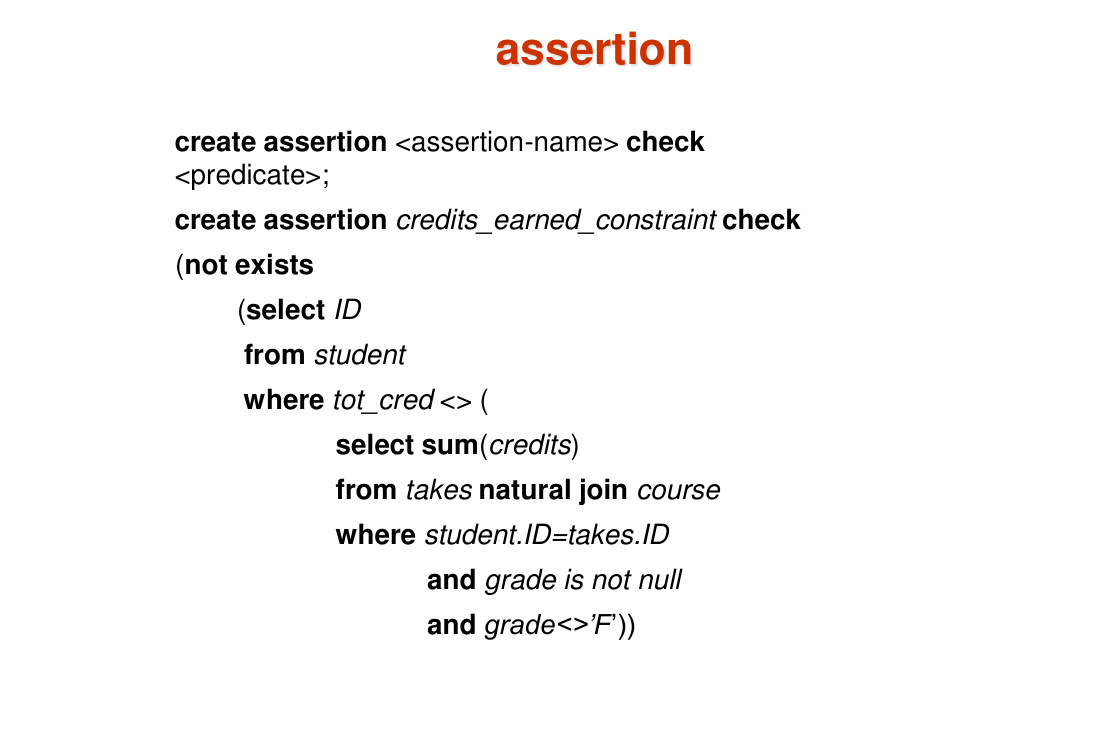 assertion
create assertion <assertion-name> check
<predicate>;
create assertion credits_earned_constraint check
(not exists
(select ID
from student
where tot_cred <> (
select sum(credits)
from takes natural join course
where student.ID=takes.ID
and grade is not null
and grade<>’F’))